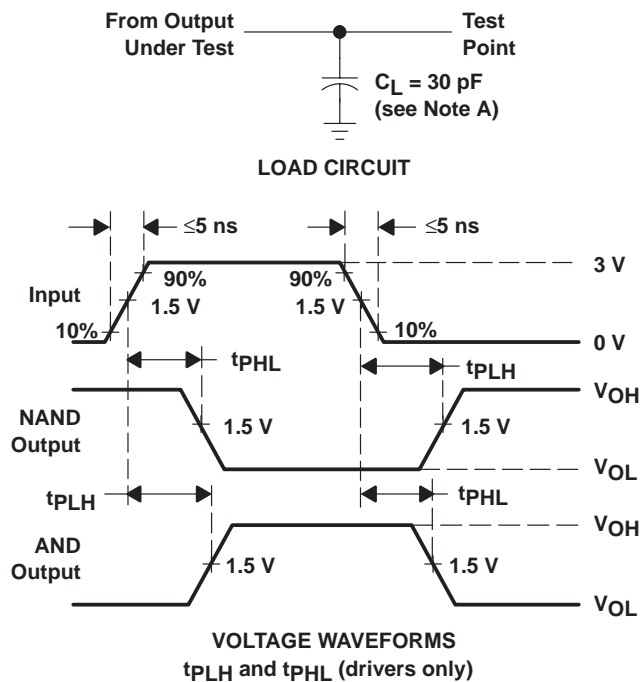 From Output
Under Test
Test
Point
CL = 30 pF
(see Note A)
LOAD CIRCUIT
≤5 ns
≤5 ns
Input
10%
90%
1.5 V
90%
1.5 V
10%
3 V
0 V
tPHL
tPLH
NAND
Output
1.5 V
1.5 V
VOH
VOL
tPLH
tPHL
AND
Output
1.5 V
1.5 V
VOH
VOL
VOLTAGE WAVEFORMS
tPLH and tPHL (drivers only)